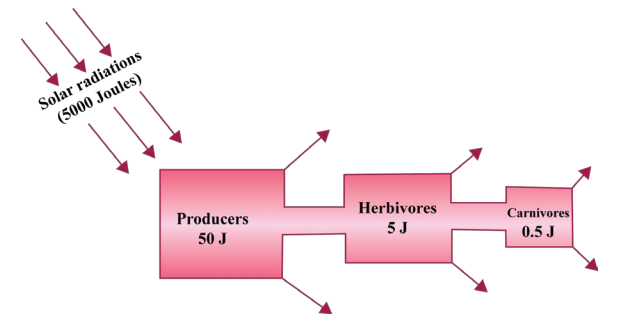 Solar radiations
(5000 Joules)
Producers
50 J
Herbivores
5 J
Carnivores
0.5 J